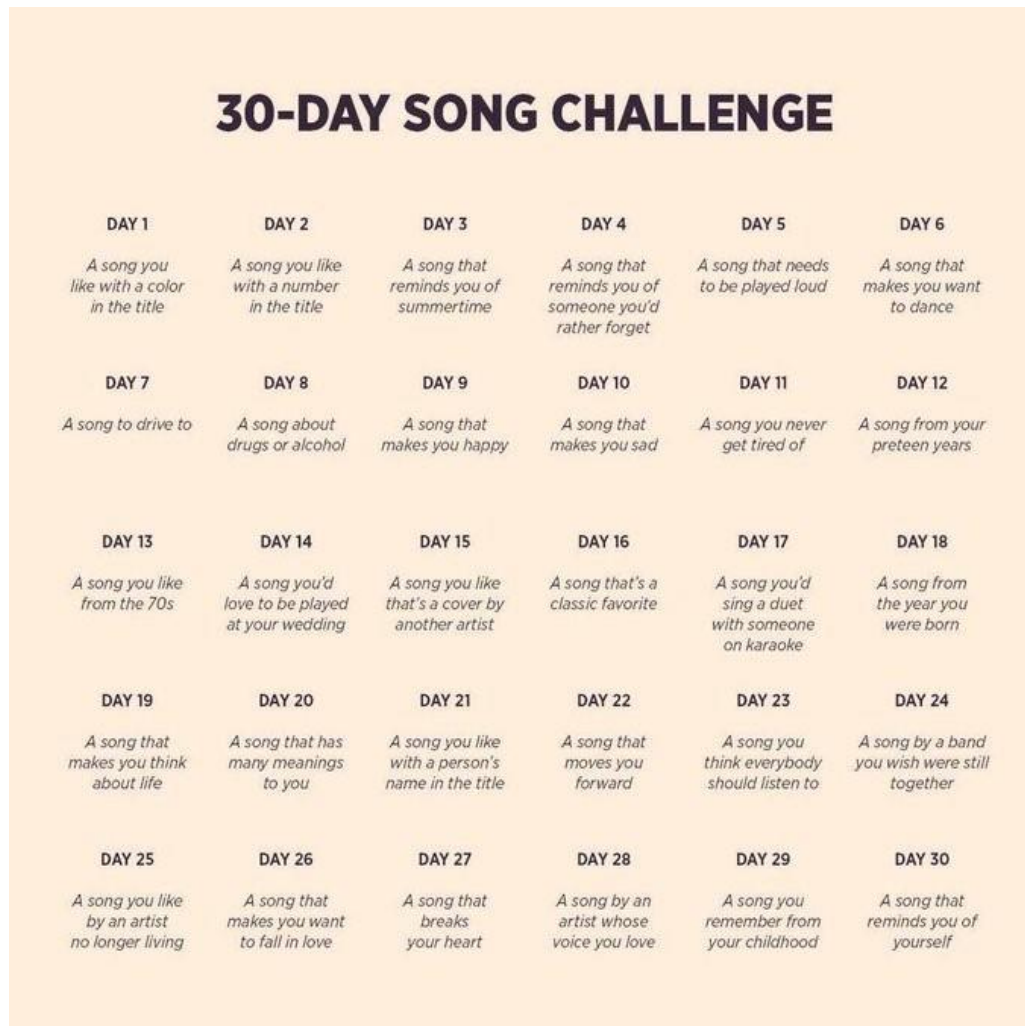 30-DAY SONG CHALLENGE
DAY 1
A song you
like with a color
in the title
DAY 2
A song you like
with a number
in the title
DAY 3
A song that
reminds you of
summertime
DAY 4
A song that
reminds you of
someone you'd
rather forget
DAY 5
A song that needs
to be played loud
DAY 6
A song that
makes you want
to dance
DAY 7
A song to drive to
DAY 8
A song about
drugs or alcohol
DAY 9
A song that
makes you happy
DAY 10
A song that
makes you sad
DAY 11
A song you never
get tired of
DAY 12
A song from your
preteen years
DAY 13
A song you like
from the 70s
DAY 14
A song you'd
love to be played
at your wedding
DAY 15
A song you like
that's a cover by
another artist
DAY 16
A song that's a
classic favorite
DAY 17
A song you'd
sing a duet
with someone
on karaoke
DAY 18
A song from
the year you
were born
DAY 19
A song that
makes you think
about life
DAY 20
A song that has
many meanings
to you
DAY 21
A song you like
with a person's
name in the title
DAY 22
A song that
moves you
forward
DAY 23
A song you
think everybody
should listen to
DAY 24
A song by a band
you wish were still
together
DAY 25
A song you like
by an artist
no longer living
DAY 26
A song that
makes you want
to fall in love
DAY 27
A song that
breaks
your heart
DAY 28
A song by an
artist whose
voice you love
DAY 29
A song you
remember from
your childhood
DAY 30
A song that
reminds you of
yourself